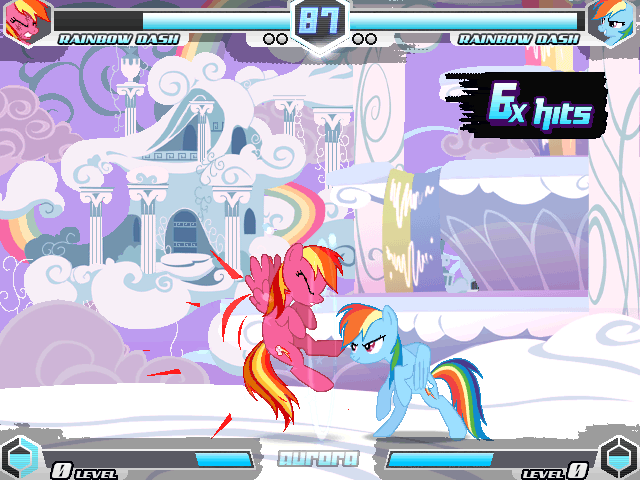 87
RAINBOW DASH
RAINBOW DASH
6x hits
0 LEVEL
aurora
LEVEL 0